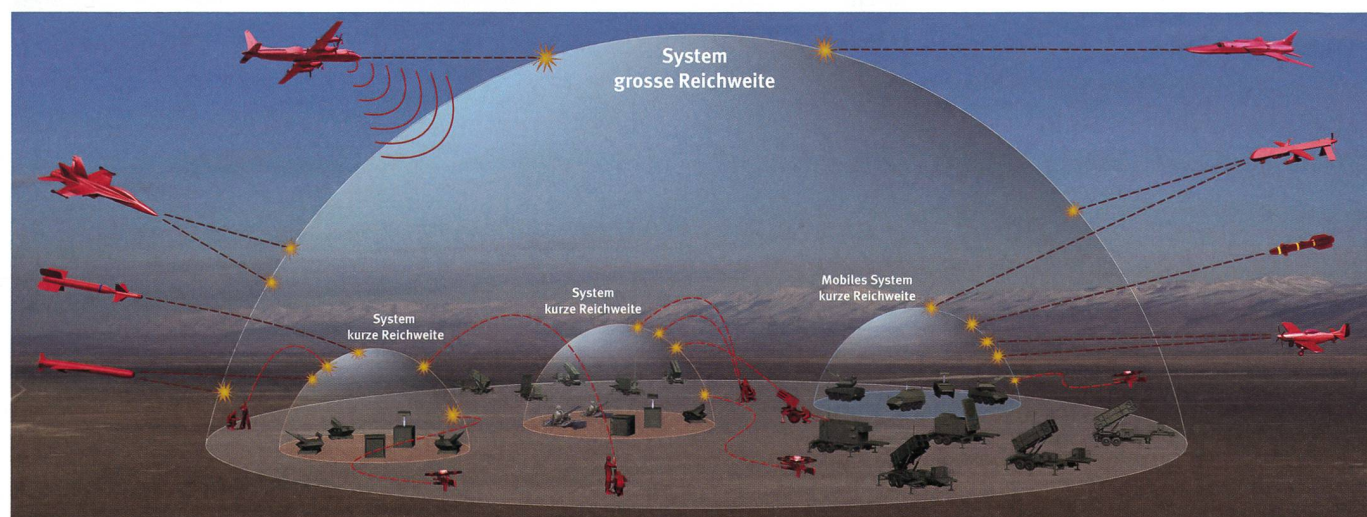 System
grosse Reichweite
System
kurze Reichweite
System
kurze Reichweite
Mobiles System
kurze Reichweite